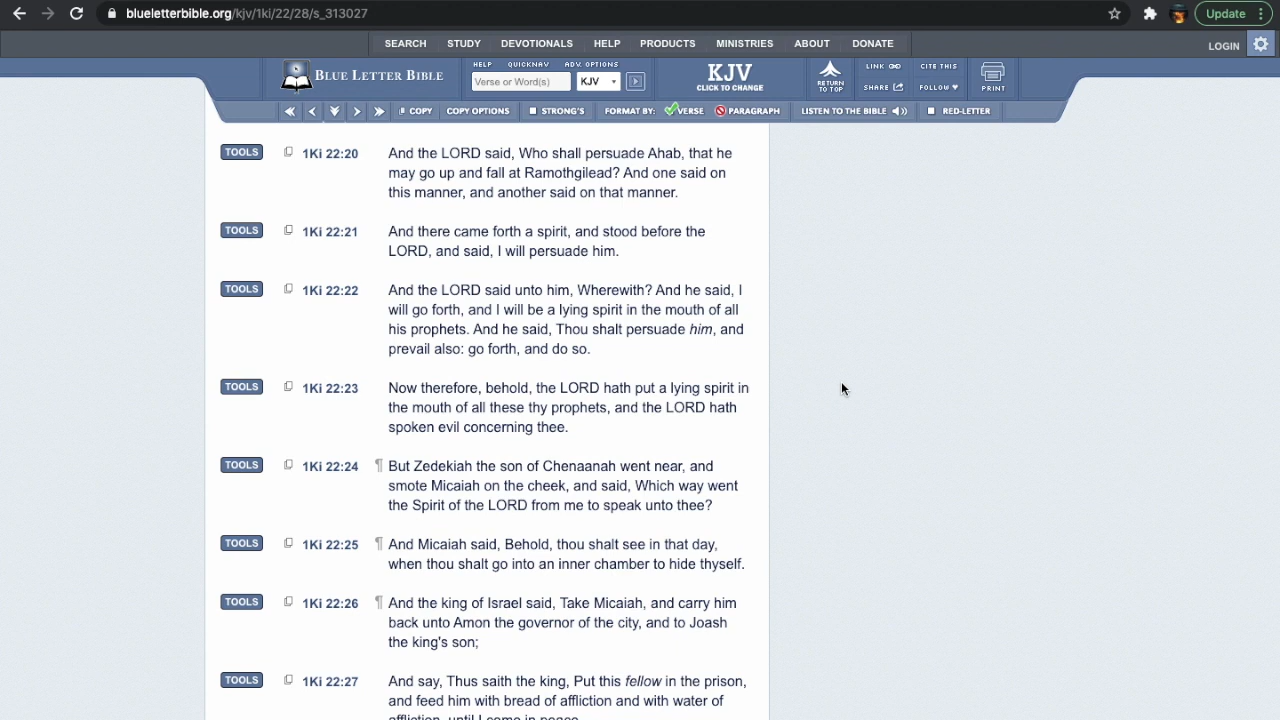 blueletterbible.org/kjv/1ki/22/28/s_313027
Update
SEARCH STUDY DEVOTIONALS HELP PRODUCTS MINISTRIES ABOUT DONATE
LOGIN
BLUE LETTER BIBLE
HELP QUICKNAV ADV. OPTIONS
Verse or Word(s) KJV
KJV
CLICK TO CHANGE
RETURN
TO TOP
LINK CITE THIS
SHARE FOLLOW
PRINT
COPY COPY OPTIONS STRONG'S FORMAT BY: VERSE PARAGRAPH LISTEN TO THE BIBLE RED-LETTER
TOOLS 1Ki 22:20 And the LORD said, Who shall persuade Ahab, that he
may go up and fall at Ramothgilead? And one said on
this manner, and another said on that manner.
TOOLS 1Ki 22:21 And there came forth a spirit, and stood before the
LORD, and said, I will persuade him.
TOOLS 1Ki 22:22 And the LORD said unto him, Wherewith? And he said, I
will go forth, and I will be a lying spirit in the mouth of all
his prophets. And he said, Thou shalt persuade him, and
prevail also: go forth, and do so.
TOOLS 1Ki 22:23 Now therefore, behold, the LORD hath put a lying spirit in
the mouth of all these thy prophets, and the LORD hath
spoken evil concerning thee.
TOOLS 1Ki 22:24 ¶ But Zedekiah the son of Chenaanah went near, and
smote Micaiah on the cheek, and said, Which way went
the Spirit of the LORD from me to speak unto thee?
TOOLS 1Ki 22:25 ¶ And Micaiah said, Behold, thou shalt see in that day,
when thou shalt go into an inner chamber to hide thyself.
TOOLS 1Ki 22:26 ¶ And the king of Israel said, Take Micaiah, and carry him
back unto Amon the governor of the city, and to Joash
the king's son;
TOOLS 1Ki 22:27 And say, Thus saith the king, Put this fellow in the prison,
and feed him with bread of affliction and with water of
affliction, until I come in peace.